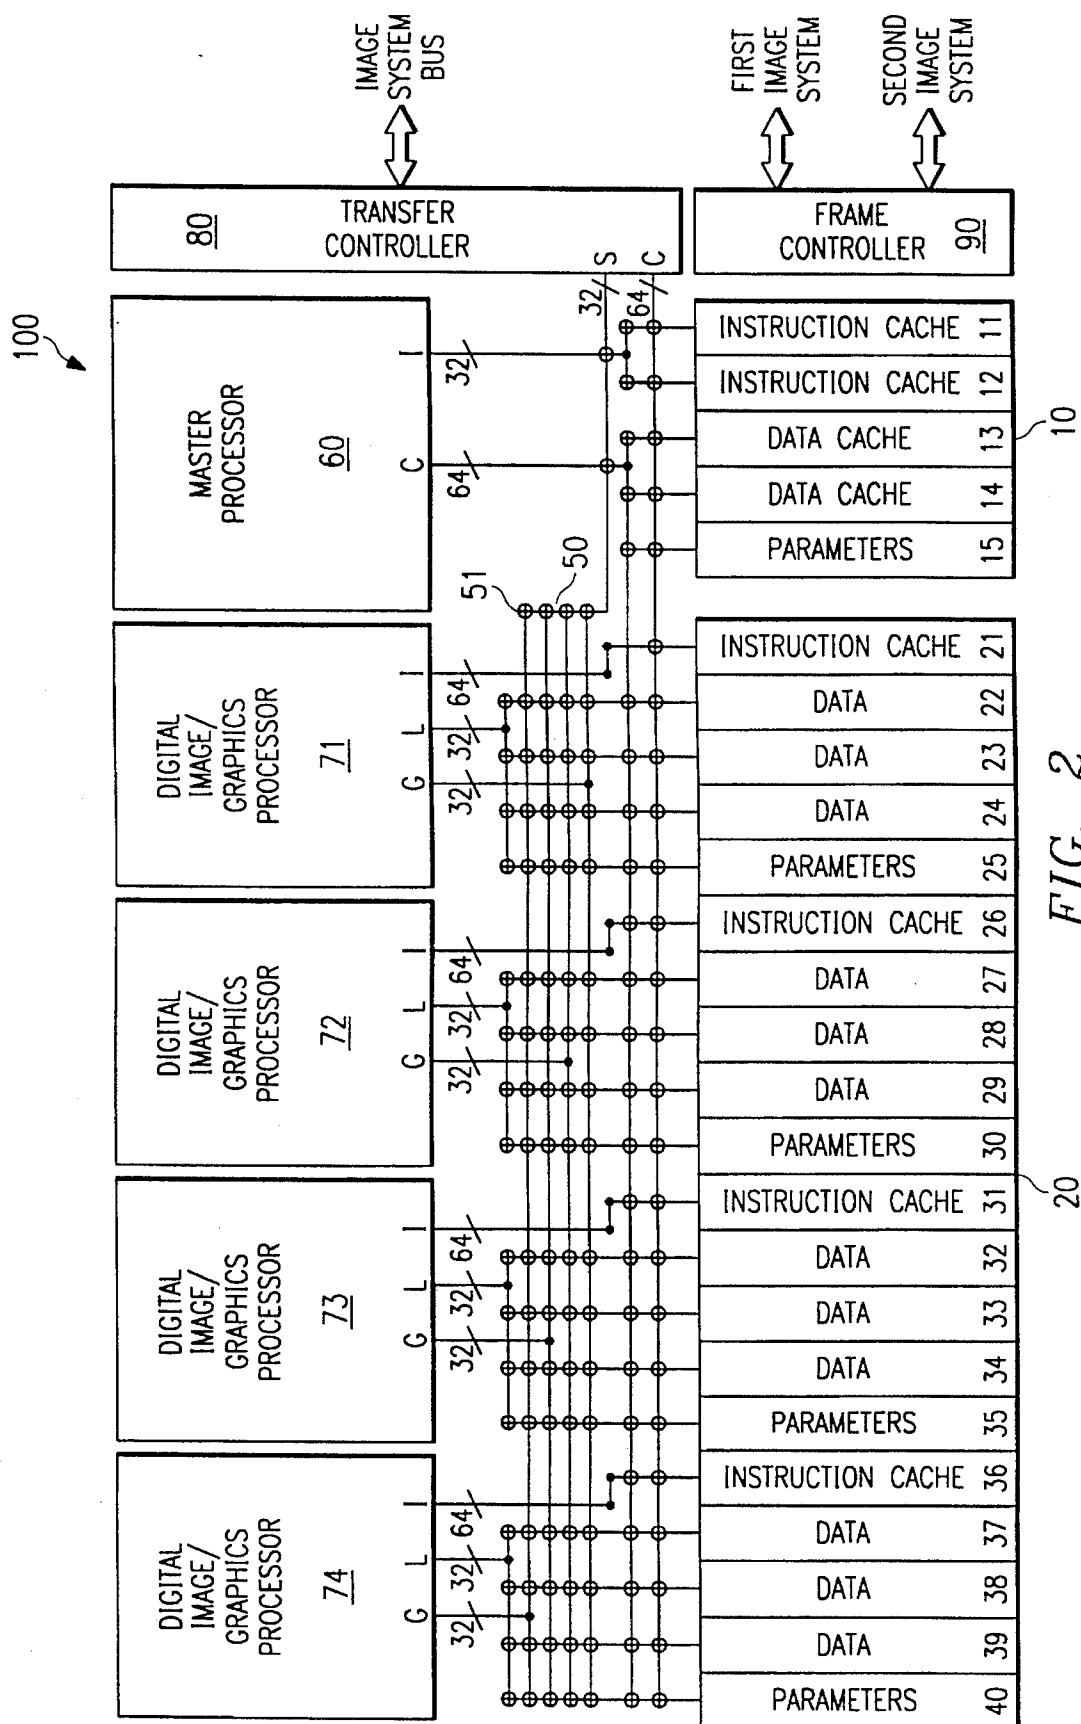 100
IMAGE
SYSTEM
BUS
FIRST
IMAGE
SYSTEM
SECOND
IMAGE
SYSTEM
DIGITAL
IMAGE/
GRAPHICS
PROCESSOR
74
G L I
32 32 64
DIGITAL
IMAGE/
GRAPHICS
PROCESSOR
73
G L I
32 32 64
DIGITAL
IMAGE/
GRAPHICS
PROCESSOR
72
G L I
32 32 64
DIGITAL
IMAGE/
GRAPHICS
PROCESSOR
71
G L I
32 32 64
MASTER
PROCESSOR
60
C I
64 32
80
TRANSFER
CONTROLLER
S
32
C
64
FRAME
CONTROLLER
90
51
50
INSTRUCTION CACHE 11
INSTRUCTION CACHE 12
DATA CACHE 13
DATA CACHE 14
PARAMETERS 15
10
INSTRUCTION CACHE 21
DATA 22
DATA 23
DATA 24
PARAMETERS 25
INSTRUCTION CACHE 26
DATA 27
DATA 28
DATA 29
PARAMETERS 30
INSTRUCTION CACHE 31
DATA 32
DATA 33
DATA 34
PARAMETERS 35
INSTRUCTION CACHE 36
DATA 37
DATA 38
DATA 39
PARAMETERS 40
20
FIG. 2